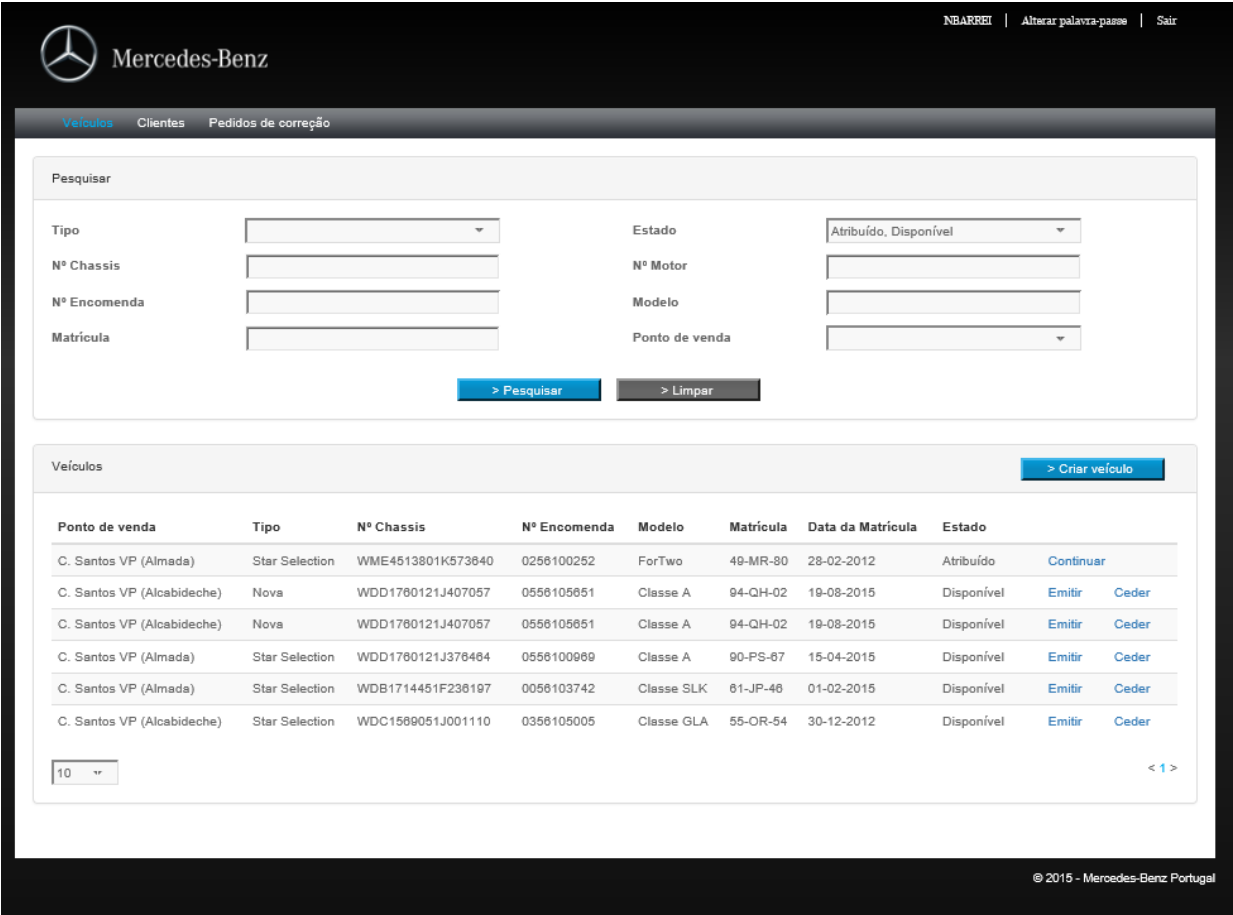 NBARREI | Alterar palavra-passe | Sair
Mercedes-Benz
Veículos Clientes Pedidos de correção
Pesquisar
Tipo Estado Atribuído, Disponível
Nº Chassis Nº Motor
Nº Encomenda Modelo
Matrícula Ponto de venda
> Pesquisar > Limpar
Veículos > Criar veículo
Ponto de venda Tipo Nº Chassis Nº Encomenda Modelo Matrícula Data da Matrícula Estado
C. Santos VP (Almada) Star Selection WME4513801K573640 0256100252 ForTwo 49-MR-80 28-02-2012 Atribuído Continuar
C. Santos VP (Alcabideche) Nova WDD1760121J407057 0556105651 Classe A 94-QH-02 19-08-2015 Disponível Emitir Ceder
C. Santos VP (Alcabideche) Nova WDD1760121J407057 0556105651 Classe A 94-QH-02 19-08-2015 Disponível Emitir Ceder
C. Santos VP (Almada) Star Selection WDD1760121J376464 0556100969 Classe A 90-PS-67 15-04-2015 Disponível Emitir Ceder
C. Santos VP (Almada) Star Selection WDB1714451F236197 0056103742 Classe SLK 61-JP-46 01-02-2015 Disponível Emitir Ceder
C. Santos VP (Alcabideche) Star Selection WDC1569051J001110 0356105005 Classe GLA 55-OR-54 30-12-2012 Disponível Emitir Ceder
10 < 1 >
© 2015 - Mercedes-Benz Portugal